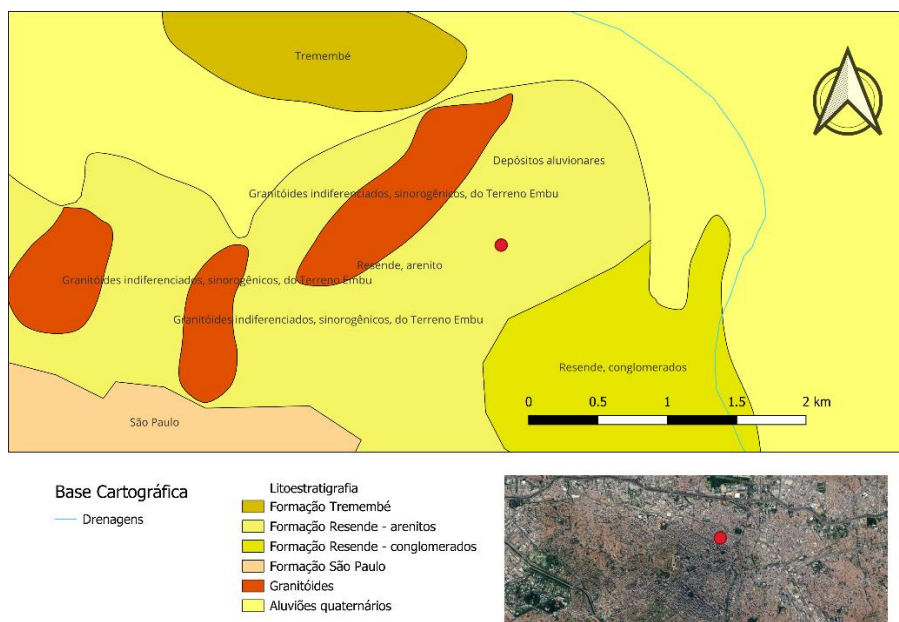 Tremembé
Depósitos aluvionares
Granitóides indiferenciados, sinorogênicos, do Terreno Embu
Resende, arenito
Granitóides indiferenciados, sinorogênicos, do Terreno Embu
Granitóides indiferenciados, sinorogênicos, do Terreno Embu
Resende, conglomerados
0 0.5 1 1.5 2 km
São Paulo
Base Cartográfica
Drenagens
Litoestratigrafia
Formação Tremembé
Formação Resende - arenitos
Formação Resende - conglomerados
Formação São Paulo
Granitóides
Aluviões quaternários